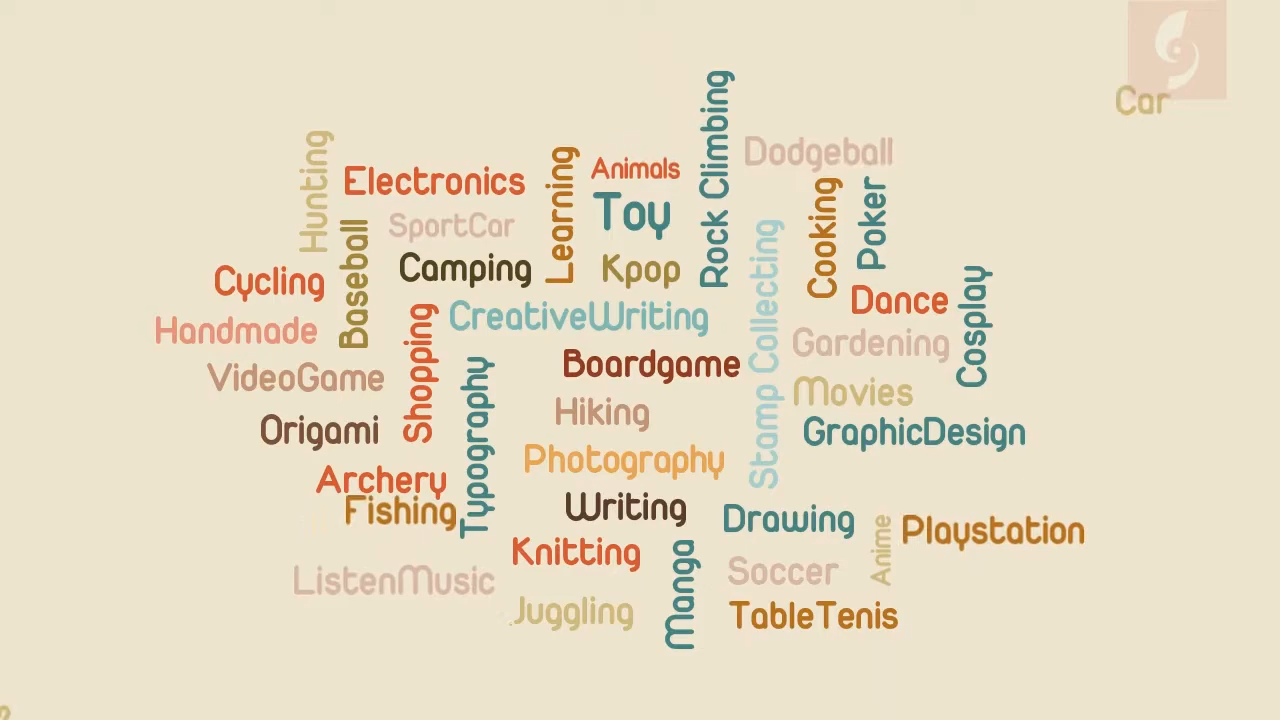 Car
Rock Climbing
Hunting
Electronics
Learning
Animals
Dodgeball
Toy
SportCar
Cooking
Poker
Baseball
Camping
Kpop
Stamp Collecting
Cycling
Dance
Cosplay
Handmade
Shopping
CreativeWriting
Gardening
VideoGame
Boardgame
Movies
Typography
Origami
Hiking
GraphicDesign
Archery
Photography
Fishing
Writing
Drawing
Anime
Playstation
Knitting
Manga
Soccer
ListenMusic
Juggling
TableTenis